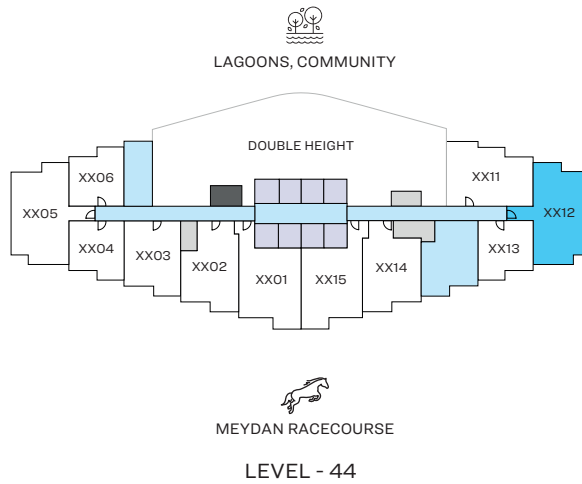 LAGOONS, COMMUNITY
DOUBLE HEIGHT
XX06
XX11
XX05
XX12
XX04
XX03
XX02
XX01
XX15
XX14
XX13
MEYDAN RACECOURSE
LEVEL - 44